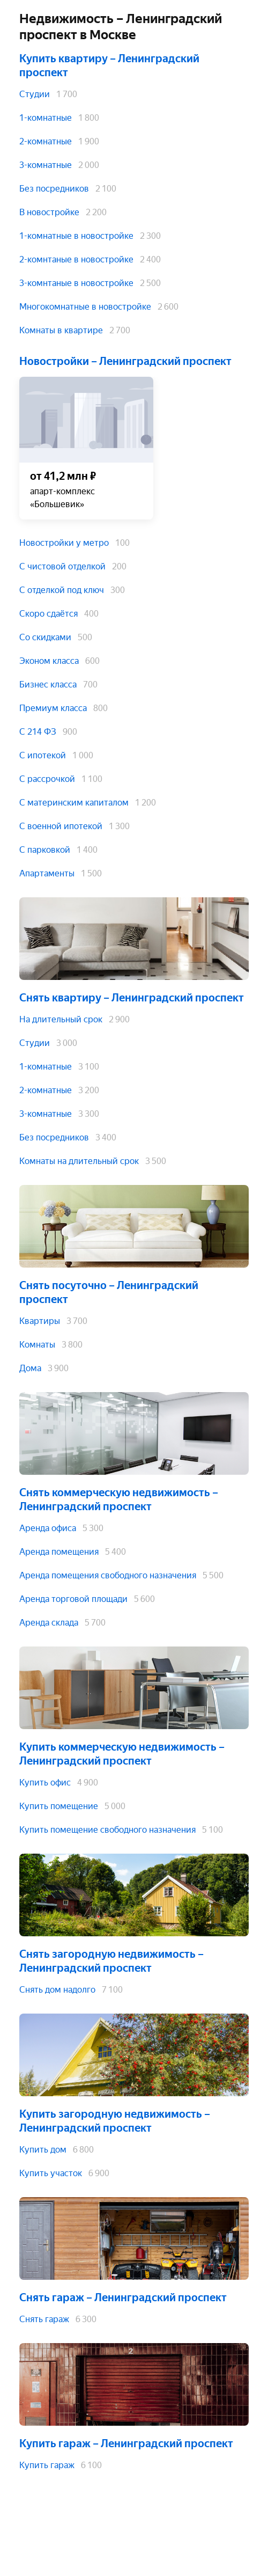 Недвижимость – Ленинградский
проспект в Москве
Купить квартиру – Ленинградский
проспект
Студии 1 700
1-комнатные 1 800
2-комнатные 1 900
3-комнатные 2 000
Без посредников 2 100
В новостройке 2 200
1-комнатные в новостройке 2 300
2-комнтаные в новостройке 2 400
3-комнтаные в новостройке 2 500
Многокомнатные в новостройке 2 600
Комнаты в квартире 2 700
Новостройки – Ленинградский проспект
от 41,2 млн ₽
апарт-комплекс
«Большевик»
Новостройки у метро 100
С чистовой отделкой 200
С отделкой под ключ 300
Скоро сдаётся 400
Со скидками 500
Эконом класса 600
Бизнес класса 700
Премиум класса 800
С 214 ФЗ 900
С ипотекой 1 000
С рассрочкой 1 100
С материнским капиталом 1 200
С военной ипотекой 1 300
С парковкой 1 400
Апартаменты 1 500
Снять квартиру – Ленинградский проспект
На длительный срок 2 900
Студии 3 000
1-комнатные 3 100
2-комнатные 3 200
3-комнатные 3 300
Без посредников 3 400
Комнаты на длительный срок 3 500
Снять посуточно – Ленинградский
проспект
Квартиры 3 700
Комнаты 3 800
Дома 3 900
Снять коммерческую недвижимость –
Ленинградский проспект
Аренда офиса 5 300
Аренда помещения 5 400
Аренда помещения свободного назначения 5 500
Аренда торговой площади 5 600
Аренда склада 5 700
Купить коммерческую недвижимость –
Ленинградский проспект
Купить офис 4 900
Купить помещение 5 000
Купить помещение свободного назначения 5 100
Снять загородную недвижимость –
Ленинградский проспект
Снять дом надолго 7 100
Купить загородную недвижимость –
Ленинградский проспект
Купить дом 6 800
Купить участок 6 900
Снять гараж – Ленинградский проспект
Снять гараж 6 300
2
Купить гараж – Ленинградский проспект
Купить гараж 6 100